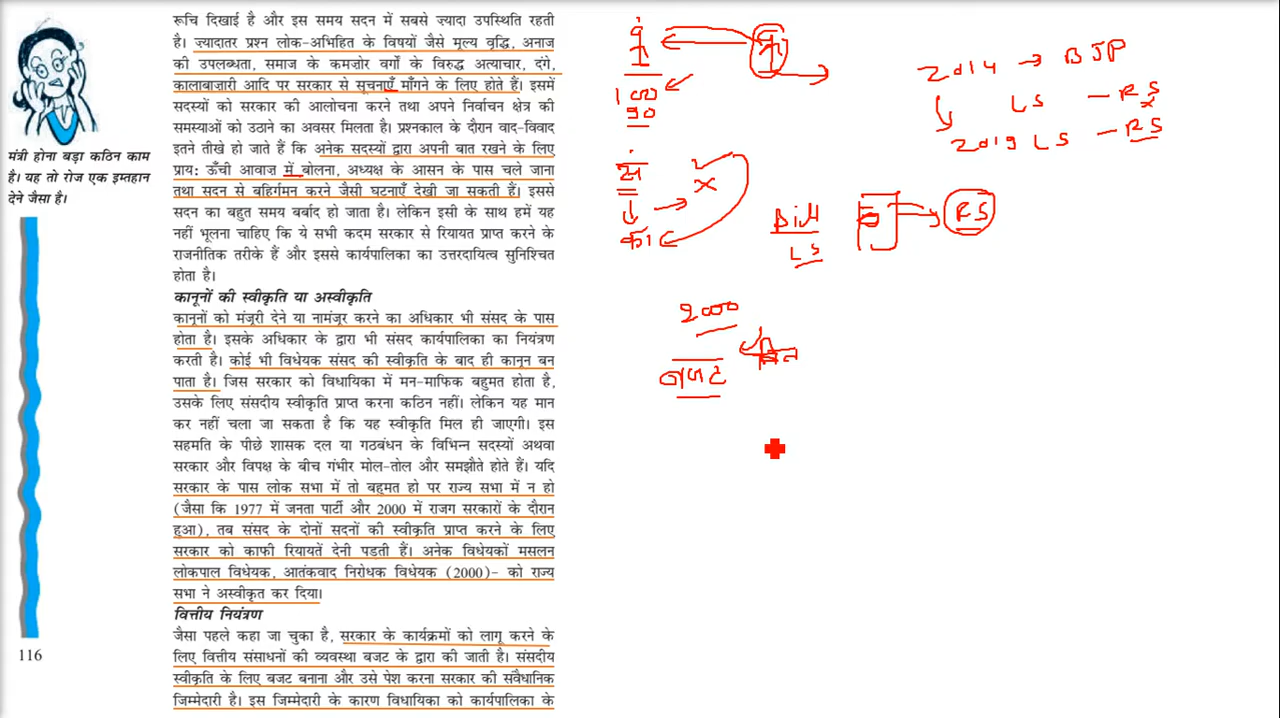 रूचि दिखाई है और इस समय सदन में सबसे ज्यादा उपस्थिति रहती
है। ज़्यादातर प्रश्न लोक-अभिहित के विषयों जैसे मूल्य वृद्धि, अनाज
की उपलब्धता, समाज के कमज़ोर वर्गों के विरुद्ध अत्याचार, दंगे,
कालाबाज़ारी आदि पर सरकार से सूचनाएँ माँगने के लिए होते हैं। इसमें
सदस्यों को सरकार की आलोचना करने तथा अपने निर्वाचन क्षेत्र की
समस्याओं को उठाने का अवसर मिलता है। प्रश्नकाल के दौरान वाद-विवाद
इतने तीखे हो जाते हैं कि अनेक सदस्यों द्वारा अपनी बात रखने के लिए
प्राय: ऊँची आवाज में बोलना, अध्यक्ष के आसन के पास चले जाना
तथा सदन से बहिर्गमन करने जैसी घटनाएँ देखी जा सकती हैं। इससे
सदन का बहुत समय बर्बाद हो जाता है। लेकिन इसी के साथ हमें यह
नहीं भूलना चाहिए कि ये सभी कदम सरकार से रियायत प्राप्त करने के
राजनीतिक तरीके हैं और इससे कार्यपालिका का उत्तरदायित्व सुनिश्चित
होता है।
कानूनों की स्वीकृति या अस्वीकृति
कानूनों को मंजूरी देने या नामंजूर करने का अधिकार भी संसद के पास
होता है। इसके अधिकार के द्वारा भी संसद कार्यपालिका का नियंत्रण
करती है। कोई भी विधेयक संसद की स्वीकृति के बाद ही कानून बन
पाता है। जिस सरकार को विधायिका में मन-माफिक बहुमत होता है,
उसके लिए संसदीय स्वीकृति प्राप्त करना कठिन नहीं। लेकिन यह मान
कर नहीं चला जा सकता है कि यह स्वीकृति मिल ही जाएगी। इस
सहमति के पीछे शासक दल या गठबंधन के विभिन्न सदस्यों अथवा
सरकार और विपक्ष के बीच गंभीर मोल-तोल और समझौते होते हैं। यदि
सरकार के पास लोक सभा में तो बहुमत हो पर राज्य सभा में न हो
(जैसा कि 1977 में जनता पार्टी और 2000 में राजग सरकारों के दौरान
हुआ), तब संसद के दोनों सदनों की स्वीकृति प्राप्त करने के लिए
सरकार को काफी रियायतें देनी पडती हैं। अनेक विधेयकों मसलन
लोकपाल विधेयक, आतंकवाद निरोधक विधेयक (2000)- को राज्य
सभा ने अस्वीकृत कर दिया।
वित्तीय नियंत्रण
जैसा पहले कहा जा चुका है, सरकार के कार्यक्रमों को लागू करने के
लिए वित्तीय संसाधनों की व्यवस्था बजट के द्वारा की जाती है। संसदीय
स्वीकृति के लिए बजट बनाना और उसे पेश करना सरकार की संवैधानिक
जिम्मेदारी है। इस जिम्मेदारी के कारण विधायिका को कार्यपालिका के
मंत्री होना बड़ा कठिन काम
है। यह तो रोज एक इम्तहान
देने जैसा है।
116
100
90
सं
का
2014 → BJP
LS - RS
2019 LS - RS
Bill
LS
RS
2000
बजट